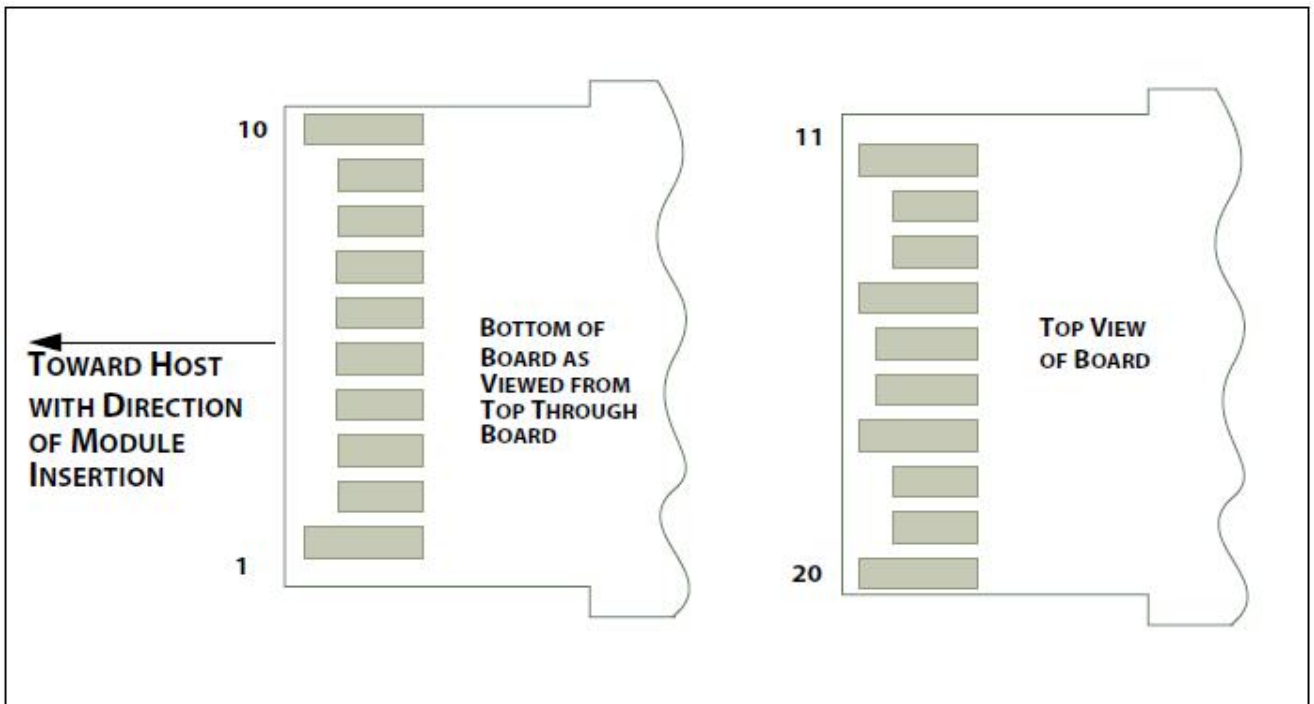 10
1
TOWARD HOST
WITH DIRECTION
OF MODULE
INSERTION
BOTTOM OF
BOARD AS
VIEWED FROM
TOP THROUGH
BOARD
11
20
TOP VIEW
OF BOARD